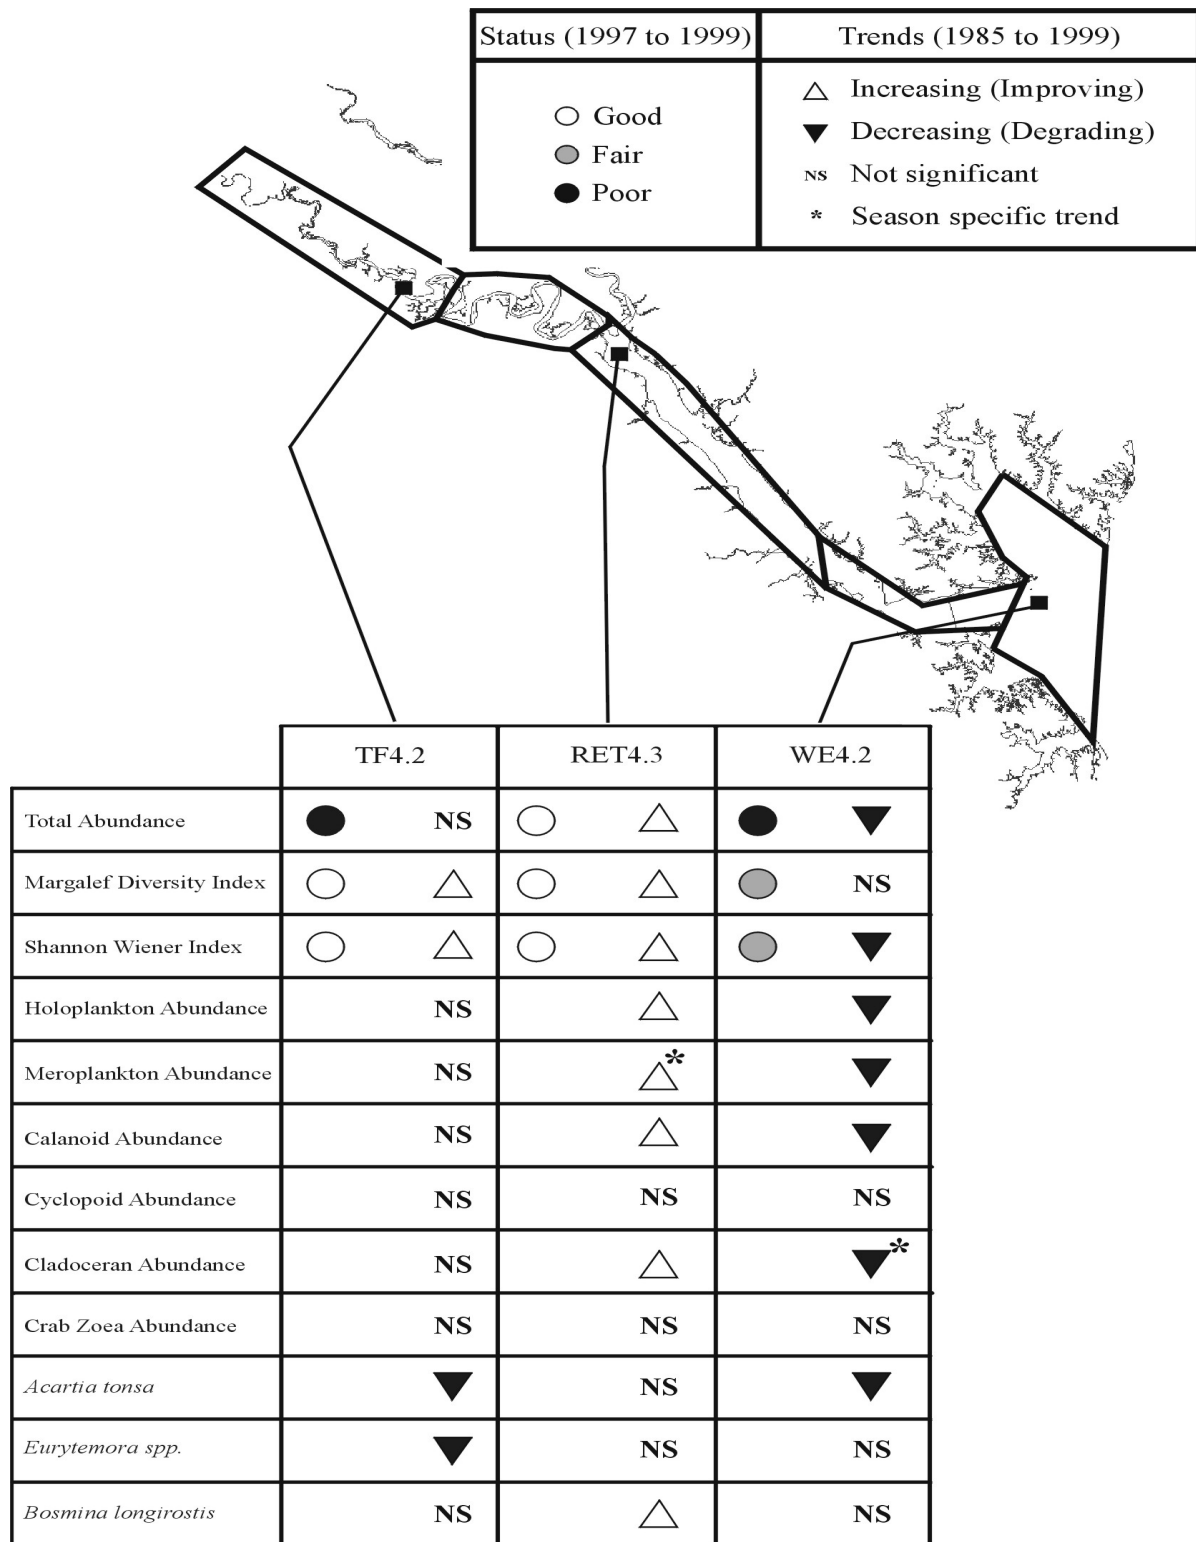 Status (1997 to 1999) Trends (1985 to 1999)
Good
Fair
Poor
Increasing (Improving)
Decreasing (Degrading)
NS Not significant
* Season specific trend
TF4.2 RET4.3 WE4.2
Total Abundance NS
Margalef Diversity Index NS
Shannon Wiener Index
Holoplankton Abundance NS
Meroplankton Abundance NS *
Calanoid Abundance NS
Cyclopoid Abundance NS NS NS
Cladoceran Abundance NS *
Crab Zoea Abundance NS NS NS
Acartia tonsa NS
Eurytemora spp. NS NS
Bosmina longirostis NS NS